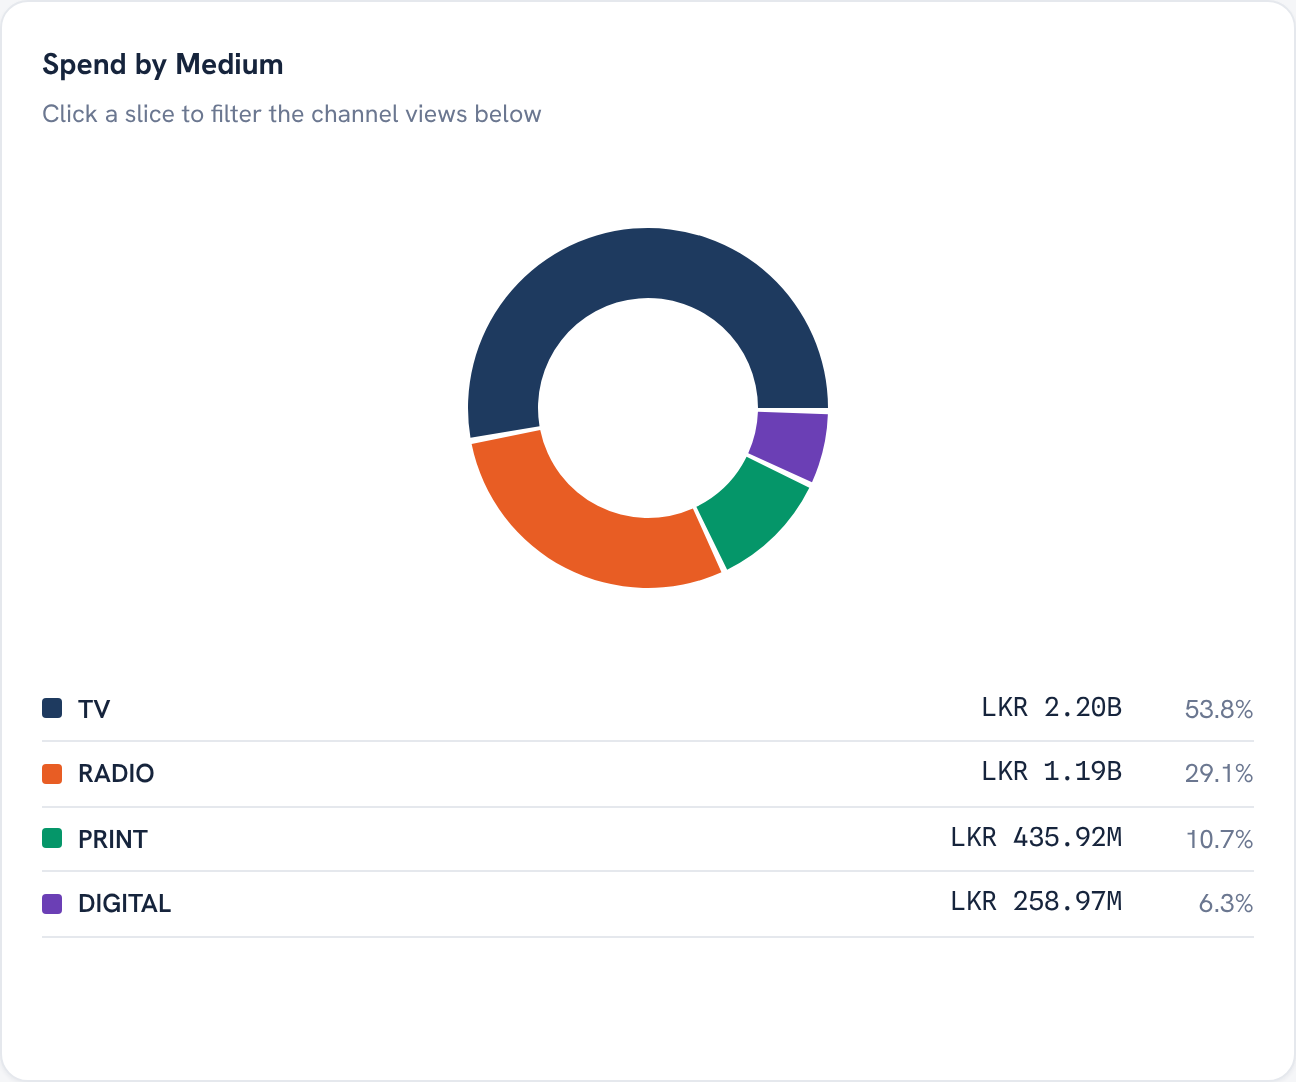 Spend by Medium
Click a slice to filter the channel views below
TV LKR 2.20B 53.8%
RADIO LKR 1.19B 29.1%
PRINT LKR 435.92M 10.7%
DIGITAL LKR 258.97M 6.3%